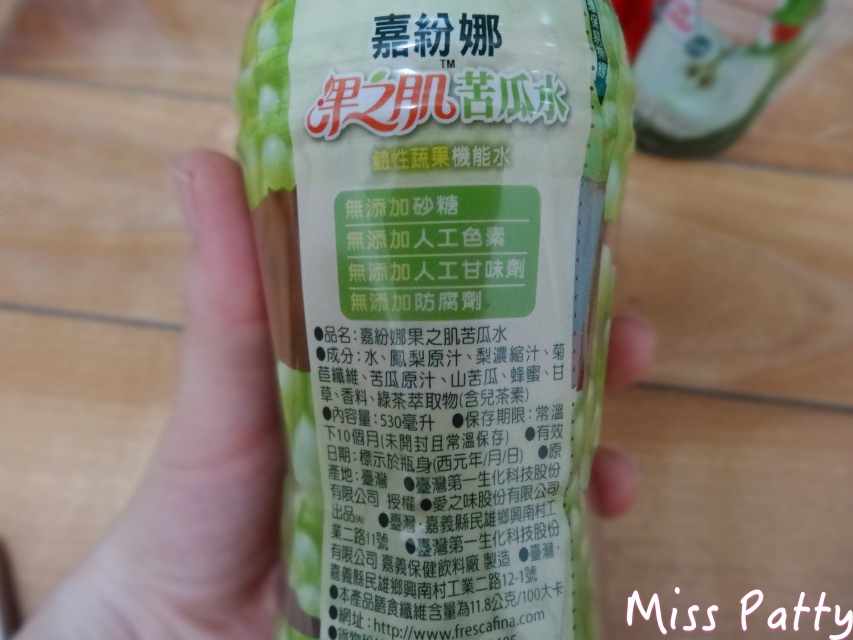 嘉紛娜
TM
果之肌苦瓜水
鹼性蔬果機能水
無添加砂糖
無添加人工色素
無添加人工甘味劑
無添加防腐劑
●品名:嘉紛娜果之肌苦瓜水
●成分:水、鳳梨原汁、梨濃縮汁、菊
苣纖維、苦瓜原汁、山苦瓜、蜂蜜、甘
草、香料、綠茶萃取物(含兒茶素)
●內容量:530毫升 ●保存期限:常溫
下10個月(未開封且常溫保存) ●有效
日期:標示於瓶身(西元年/月/日) ●原
產地:臺灣 ●臺灣第一生化科技股份
有限公司 授權 ●愛之味股份有限公司
出品(A) ●臺灣‧嘉義縣民雄鄉興南村工
業二路11號 ●臺灣第一生化科技股份
有限公司 嘉義保健飲料廠 製造 ●臺灣‧
嘉義縣民雄鄉興南村工業二路12-1號
●本產品膳食纖維含量為11.8公克/100大卡
●網址:http://www.frescafina.com
Miss Patty